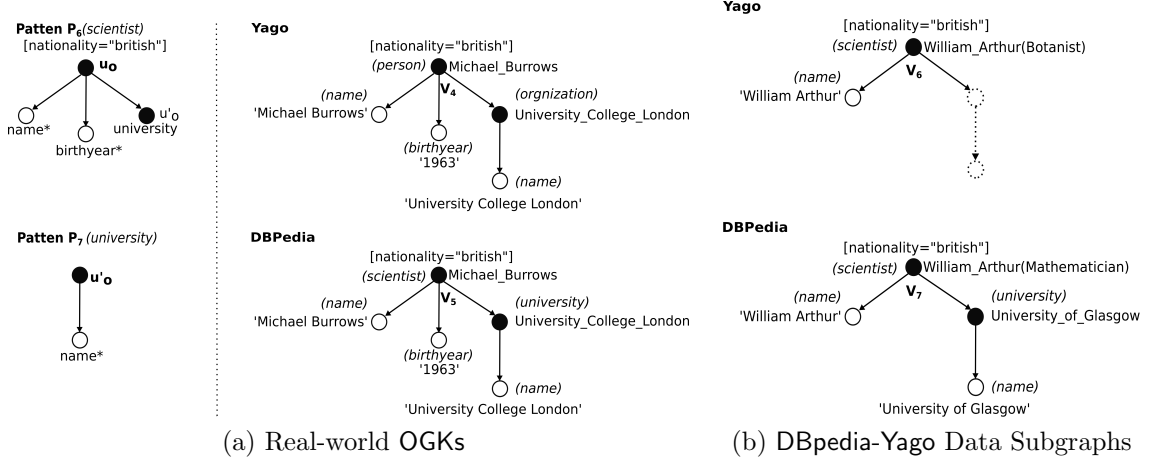 Patten P6(scientist)
[nationality="british"]
uo
name*
birthyear*
u'o
university
Patten P7 (university)
u'o
name*
Yago
[nationality="british"]
(person)
Michael_Burrows
V4
(name)
'Michael Burrows'
(orgnization)
University_College_London
(birthyear)
'1963'
(name)
'University College London'
DBPedia
[nationality="british"]
(scientist)
Michael_Burrows
V5
(name)
'Michael Burrows'
(university)
University_College_London
(birthyear)
'1963'
(name)
'University College London'
(a) Real-world OGKs
Yago
[nationality="british"]
(scientist)
William_Arthur(Botanist)
V6
(name)
'William Arthur'
DBPedia
[nationality="british"]
(scientist)
William_Arthur(Mathematician)
V7
(name)
'William Arthur'
(university)
University_of_Glasgow
(name)
'University of Glasgow'
(b) DBpedia-Yago Data Subgraphs